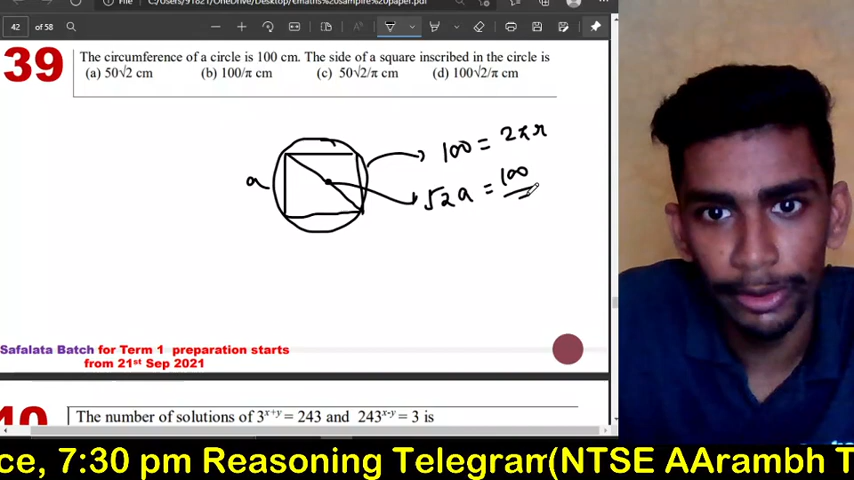 42 of 58
39
The circumference of a circle is 100 cm. The side of a square inscribed in the circle is
(a) 50√2 cm (b) 100/π cm (c) 50√2/π cm (d) 100√2/π cm
100 = 2πr
a
√2a = 100
Safalata Batch for Term 1 preparation starts
from 21st Sep 2021
40
The number of solutions of 3^x+y = 243 and 243^x-y = 3 is
ce, 7:30 pm Reasoning Telegram(NTSE AArambh T